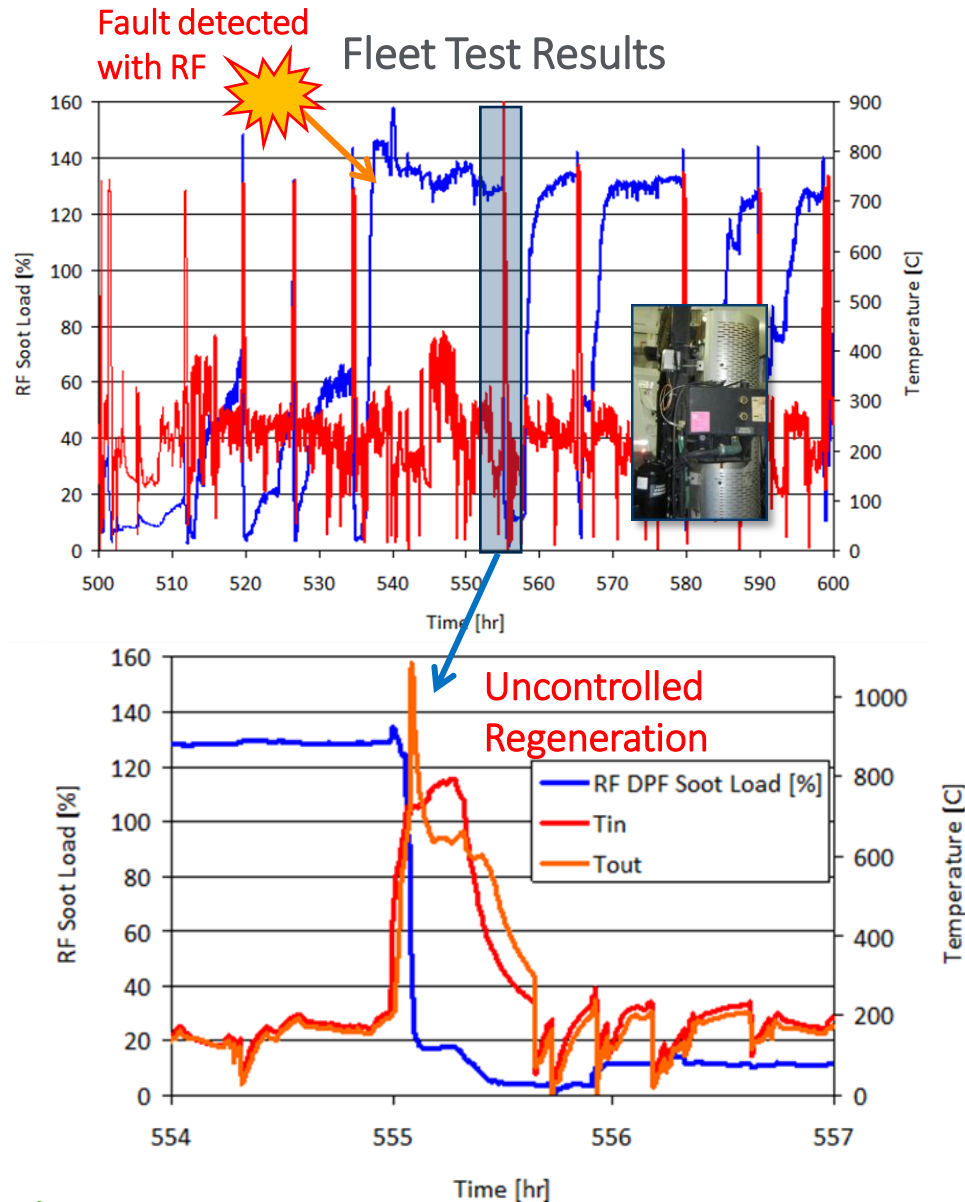 Fault detected
with RF
Fleet Test Results
160
140
120
100
80
60
40
20
0
RF Soot Load [%]
900
800
700
600
500
400
300
200
100
0
Temperature [C]
500 510 520 530 540 550 560 570 580 590 600
Time [hr]
160
140
120
100
80
60
40
20
0
RF Soot Load [%]
Uncontrolled
Regeneration
RF DPF Soot Load [%]
Tin
Tout
1000
800
600
400
200
0
Temperature [C]
554 555 556 557
Time [hr]